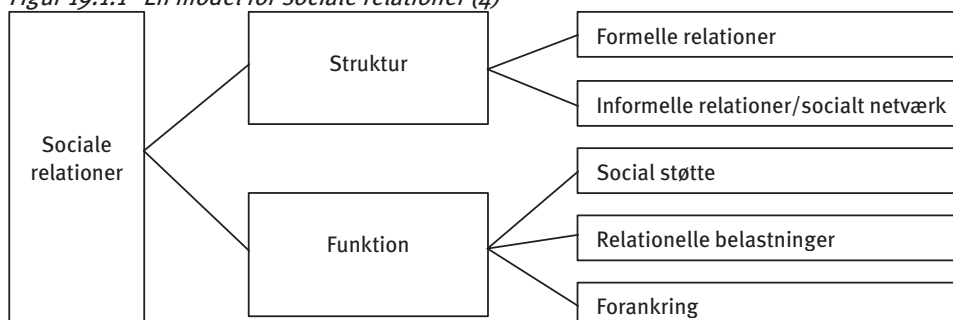 Figur 19.1.1 En model for sociale relationer (4)
Sociale
relationer
Struktur
Funktion
Formelle relationer
Informelle relationer/socialt netværk
Social støtte
Relationelle belastninger
Forankring